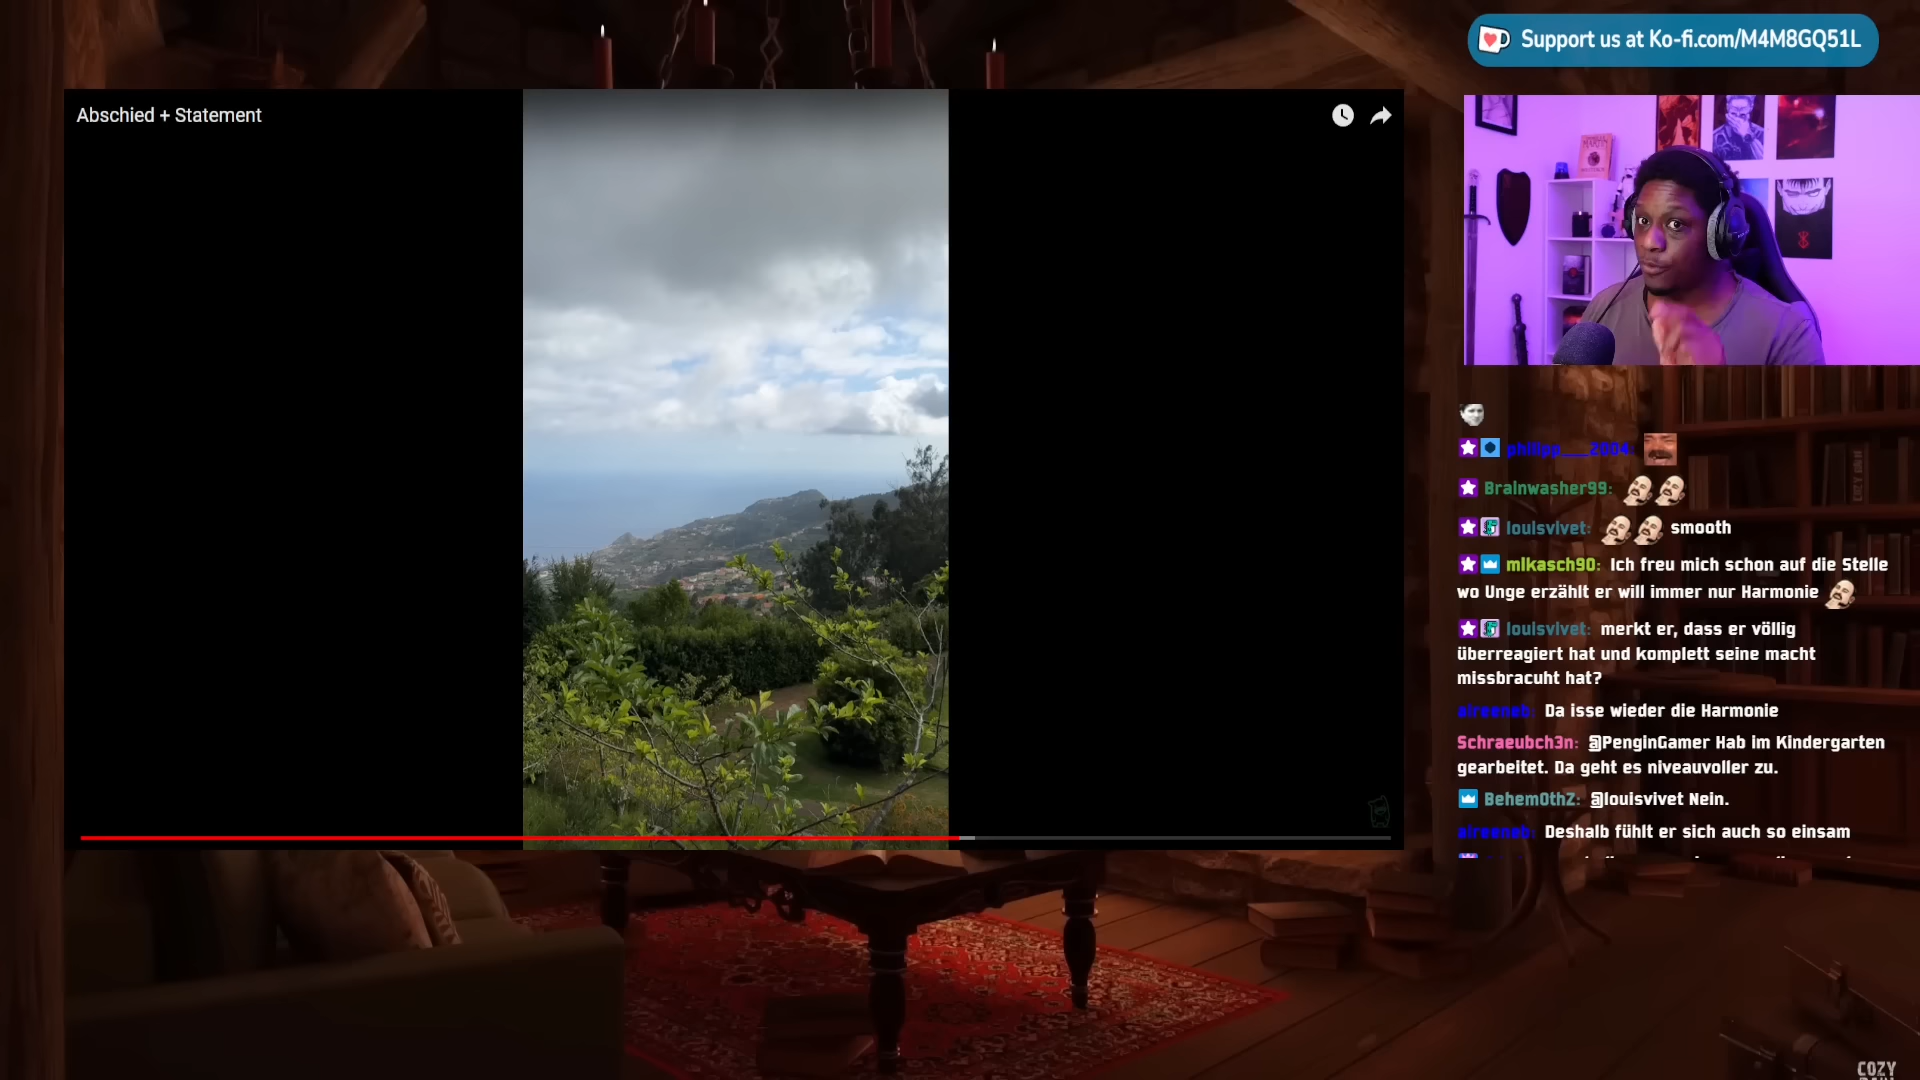 Support us at Ko-fi.com/M4M8GQ51L
Abschied + Statement
philipp___2004:
Brainwasher99:
louisvivet: smooth
mikasch90: Ich freu mich schon auf die Stelle
wo Unge erzählt er will immer nur Harmonie
louisvivet: merkt er, dass er völlig
überreagiert hat und komplett seine macht
missbracuht hat?
Da isse wieder die Harmonie
Schraeubch3n: @PenginGamer Hab im Kindergarten
gearbeitet. Da geht es niveauvoller zu.
Behem0thZ: @louisvivet Nein.
Deshalb fühlt er sich auch so einsam
COZY